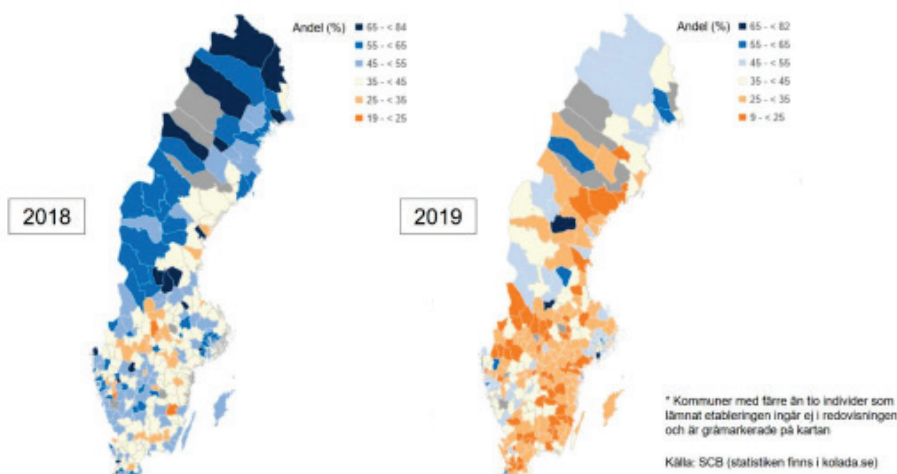 Andel (%)
65 - < 84
55 - < 65
45 - < 55
35 - < 45
25 - < 35
19 - < 25
2018
Andel (%)
65 - < 82
55 - < 65
45 - < 55
35 - < 45
25 - < 35
9 - < 25
2019
* Kommuner med färre än tio individer som
lämnat etableringen ingår ej i redovisningen
och är gråmarkerade på kartan
Källa: SCB (statistiken finns i kolada.se)